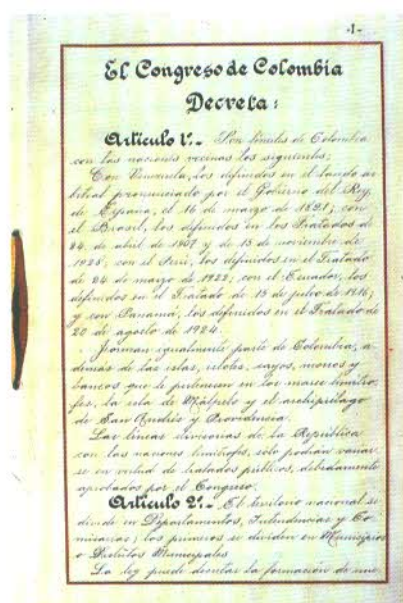 -1-
El Congreso de Colombia
Decreta:
Artículo 1º.- Son límites de Colombia
con las naciones vecinas los siguientes:
Con Venezuela, los definidos en el laudo ar
bitral pronunciado por el Gobierno del Rey
de España, el 16 de marzo de 1891; con
el Brasil, los definidos en los Tratados de
24 de abril de 1907 y de 15 de noviembre de
1928; con el Perú, los definidos en el Tratado
de 24 de marzo de 1922; con el Ecuador, los
definidos en el Tratado de 15 de julio de 1916;
y con Panamá, los definidos en el Tratado de
20 de agosto de 1924.
Forman igualmente parte de Colombia, a-
demás de las islas, islotes, cayos, morros y
bancos que le pertenecen en los mares limítro-
fes, la isla de Malpelo y el archipiélago
de San Andrés y Providencia.
Las líneas divisorias de la República
con las naciones limítrofes, sólo podrán variar
se en virtud de tratados públicos, debidamente
aprobados por el Congreso.
Artículo 2º.- El territorio nacional se
divide en Departamentos, Intendencias y Co
misarías; los primeros se dividen en Municipios
o Distritos Municipales
La ley puede decretar la formación de nue